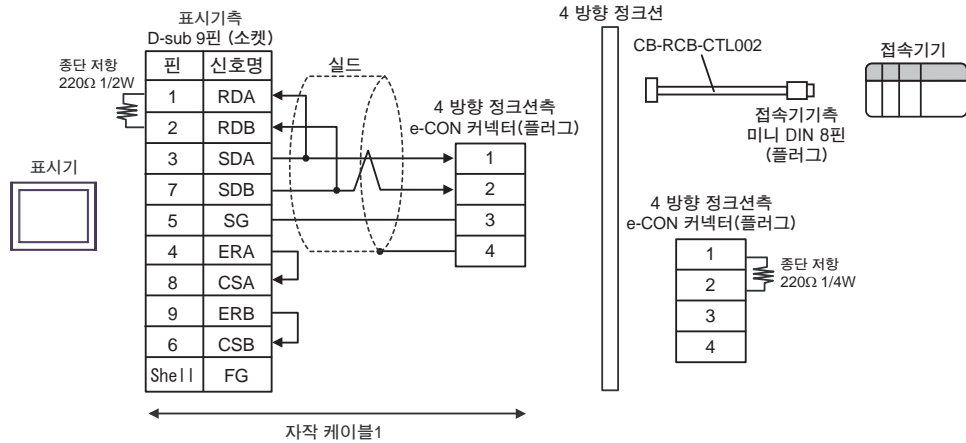 표시기측
D-sub 9핀 (소켓)
종단 저항
220Ω 1/2W
핀 신호명
1 RDA
2 RDB
3 SDA
7 SDB
5 SG
4 ERA
8 CSA
9 ERB
6 CSB
Shell FG
표시기
실드
4 방향 정크션측
e-CON 커넥터(플러그)
1
2
3
4
자작 케이블1
4 방향 정크션
CB-RCB-CTL002
접속기기
접속기기측
미니 DIN 8핀
(플러그)
4 방향 정크션측
e-CON 커넥터(플러그)
1
2
3
4
종단 저항
220Ω 1/4W